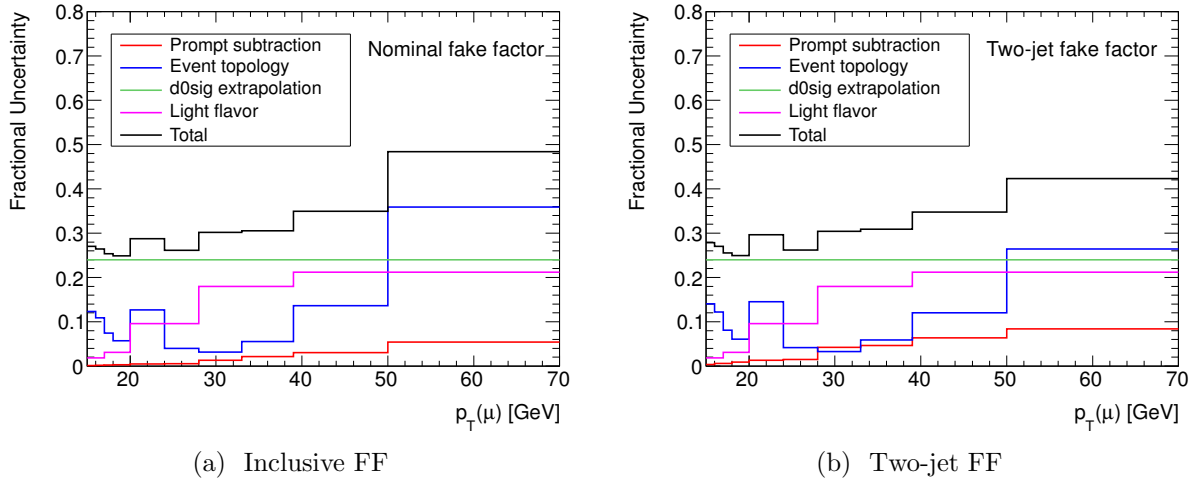 Fractional Uncertainty
0.8
0.7
0.6
0.5
0.4
0.3
0.2
0.1
0
Prompt subtraction
Event topology
d0sig extrapolation
Light flavor
Total
Nominal fake factor
20 30 40 50 60 70
p_T(μ) [GeV]
(a) Inclusive FF
Fractional Uncertainty
0.8
0.7
0.6
0.5
0.4
0.3
0.2
0.1
0
Prompt subtraction
Event topology
d0sig extrapolation
Light flavor
Total
Two-jet fake factor
20 30 40 50 60 70
p_T(μ) [GeV]
(b) Two-jet FF